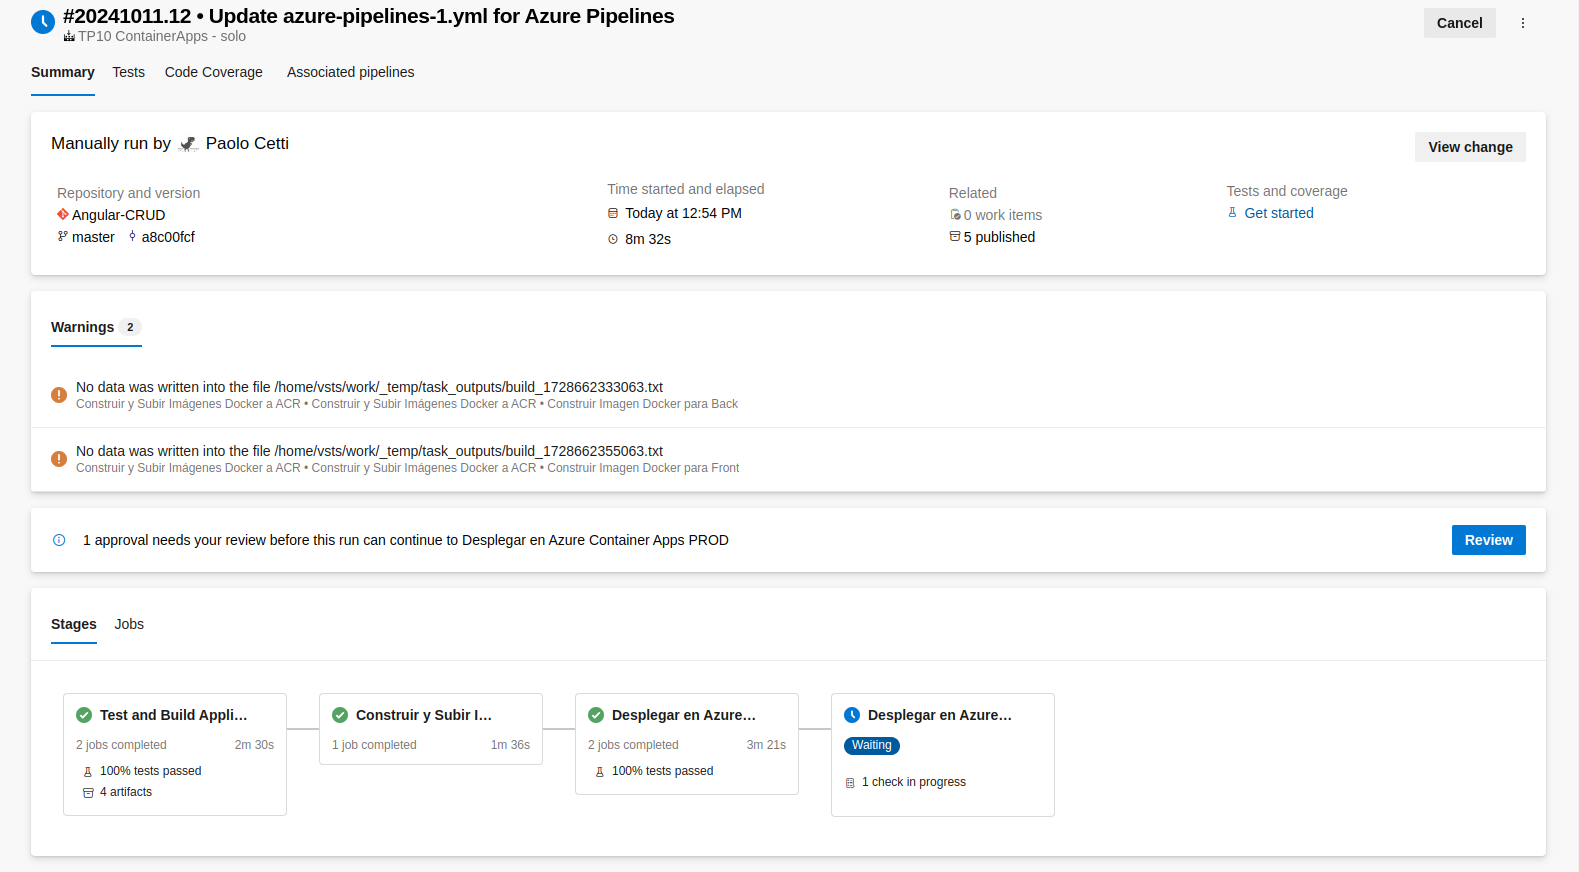 #20241011.12 • Update azure-pipelines-1.yml for Azure Pipelines
TP10 ContainerApps - solo
Cancel
Summary Tests Code Coverage Associated pipelines
Manually run by Paolo Cetti
View change
Repository and version
Angular-CRUD
master a8c00fcf
Time started and elapsed
Today at 12:54 PM
8m 32s
Related
0 work items
5 published
Tests and coverage
Get started
Warnings 2
No data was written into the file /home/vsts/work/_temp/task_outputs/build_1728662333063.txt
Construir y Subir Imágenes Docker a ACR • Construir y Subir Imágenes Docker a ACR • Construir Imagen Docker para Back
No data was written into the file /home/vsts/work/_temp/task_outputs/build_1728662355063.txt
Construir y Subir Imágenes Docker a ACR • Construir y Subir Imágenes Docker a ACR • Construir Imagen Docker para Front
1 approval needs your review before this run can continue to Desplegar en Azure Container Apps PROD
Review
Stages Jobs
Test and Build Appli...
2 jobs completed 2m 30s
100% tests passed
4 artifacts
Construir y Subir I...
1 job completed 1m 36s
Desplegar en Azure...
2 jobs completed 3m 21s
100% tests passed
Desplegar en Azure...
Waiting
1 check in progress